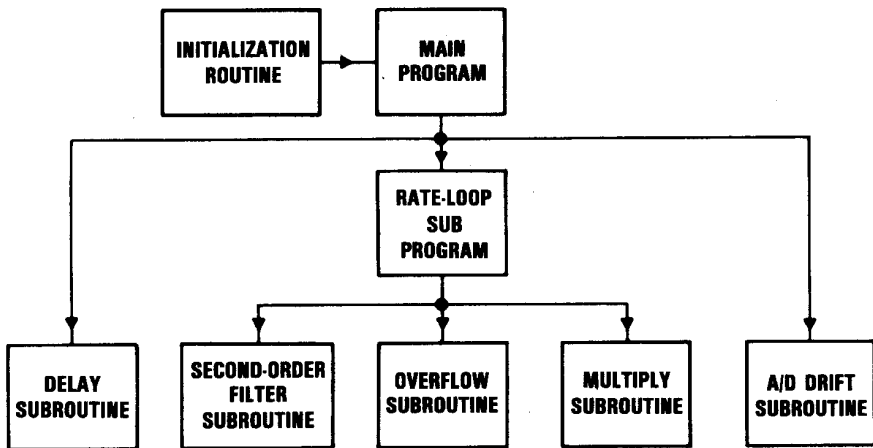 INITIALIZATION
ROUTINE
MAIN
PROGRAM
RATE-LOOP
SUB
PROGRAM
DELAY
SUBROUTINE
SECOND-ORDER
FILTER
SUBROUTINE
OVERFLOW
SUBROUTINE
MULTIPLY
SUBROUTINE
A/D DRIFT
SUBROUTINE